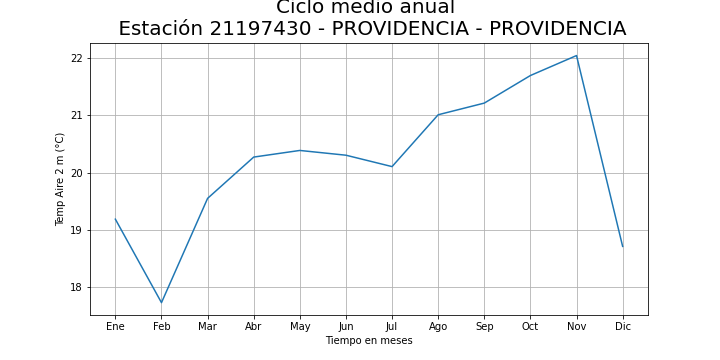 Ciclo medio anual
Estación 21197430 - PROVIDENCIA - PROVIDENCIA
22
21
20
19
18
Temp Aire 2 m (°C)
Ene Feb Mar Abr May Jun Jul Ago Sep Oct Nov Dic
Tiempo en meses